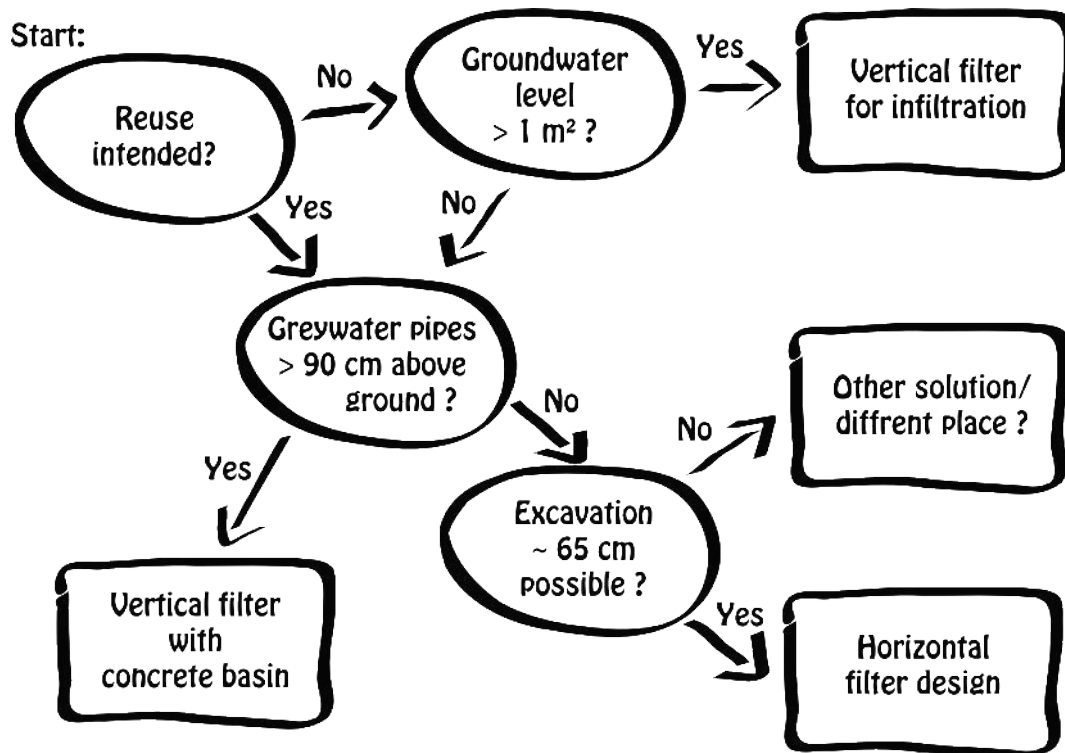 Start:
Reuse
intended?
No
Groundwater
level
> 1 m² ?
Yes
Vertical filter
for infiltration
Yes
No
Greywater pipes
> 90 cm above
ground ?
No
Yes
Excavation
~ 65 cm
possible ?
No
Other solution/
diffrent place ?
Yes
Horizontal
filter design
Vertical filter
with
concrete basin